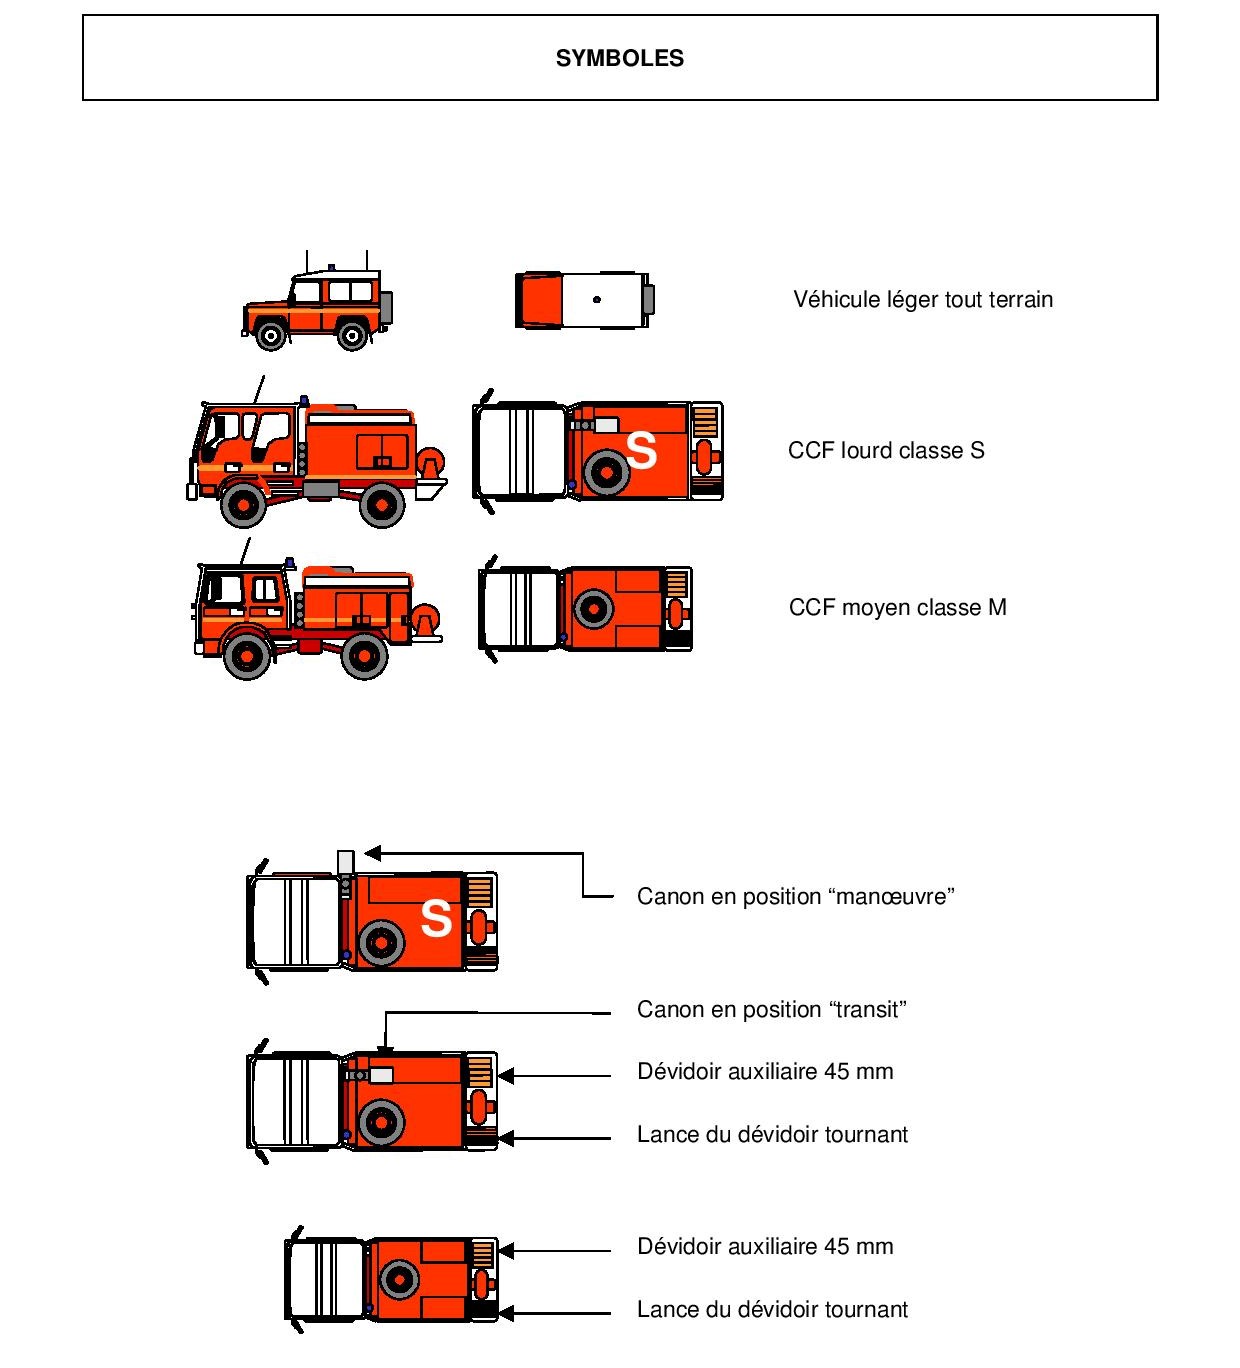 SYMBOLES
Véhicule léger tout terrain
S
CCF lourd classe S
CCF moyen classe M
S
Canon en position “manœuvre”
Canon en position “transit”
Dévidoir auxiliaire 45 mm
Lance du dévidoir tournant
Dévidoir auxiliaire 45 mm
Lance du dévidoir tournant